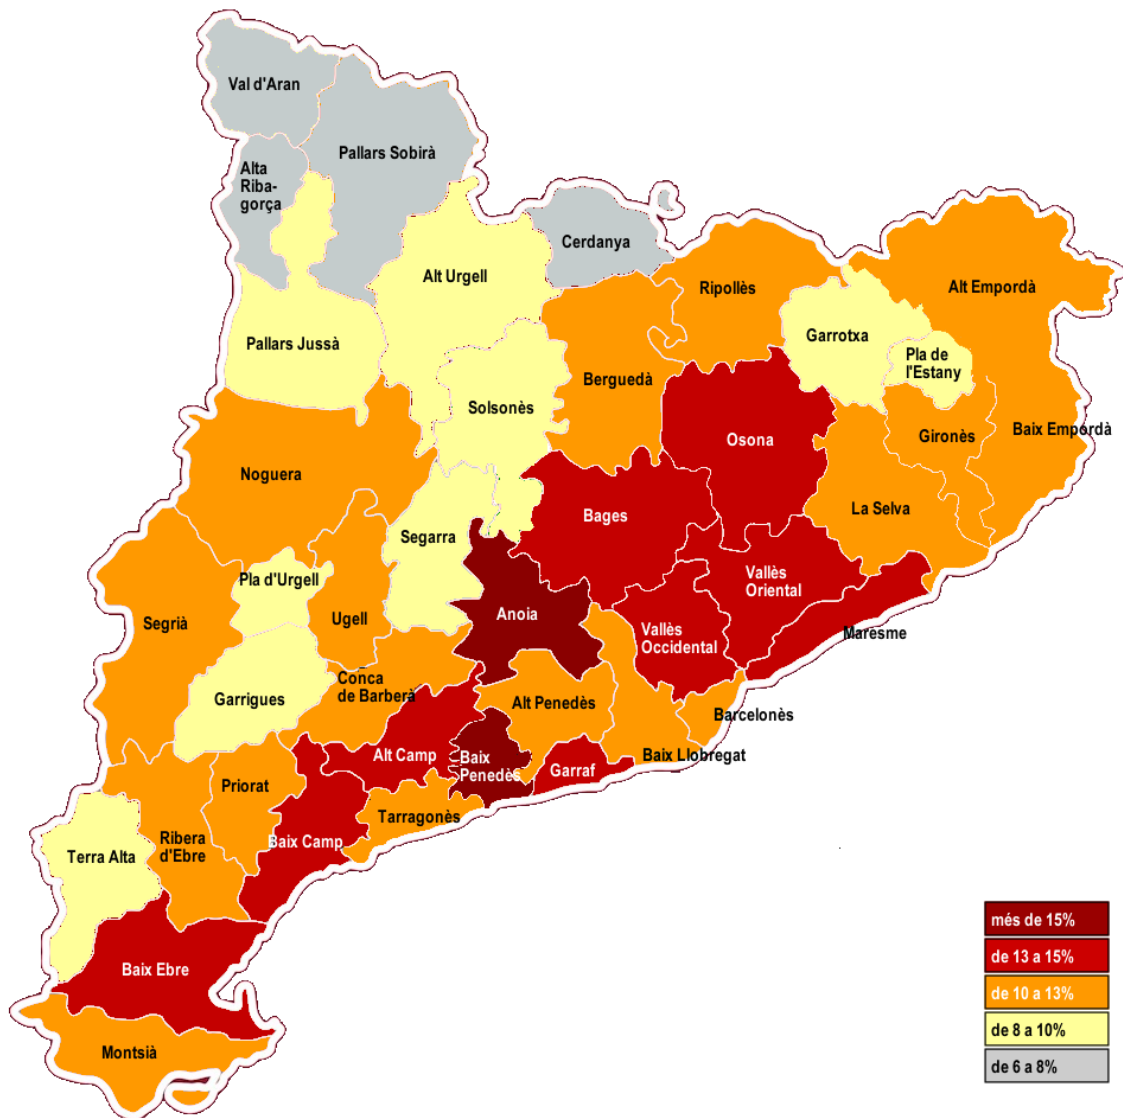 Val d'Aran
Pallars Sobirà
Alta
Riba-
gorça
Cerdanya
Alt Urgell
Ripollès
Alt Empordà
Pallars Jussà
Garrotxa
Pla de
l'Estany
Berguedà
Solsonès
Baix Empordà
Gironès
Osona
Noguera
La Selva
Bages
Segarra
Pla d'Urgell
Vallès
Oriental
Anoia
Ugell
Segrià
Vallès
Occidental
Maresme
Conca
de Barberà
Garrigues
Alt Penedès
Barcelonès
Alt Camp
Baix
Penedès
Baix Llobregat
Garraf
Priorat
Tarragonès
Ribera
d'Ebre
Baix Camp
Terra Alta
Baix Ebre
Montsià
més de 15%
de 13 a 15%
de 10 a 13%
de 8 a 10%
de 6 a 8%